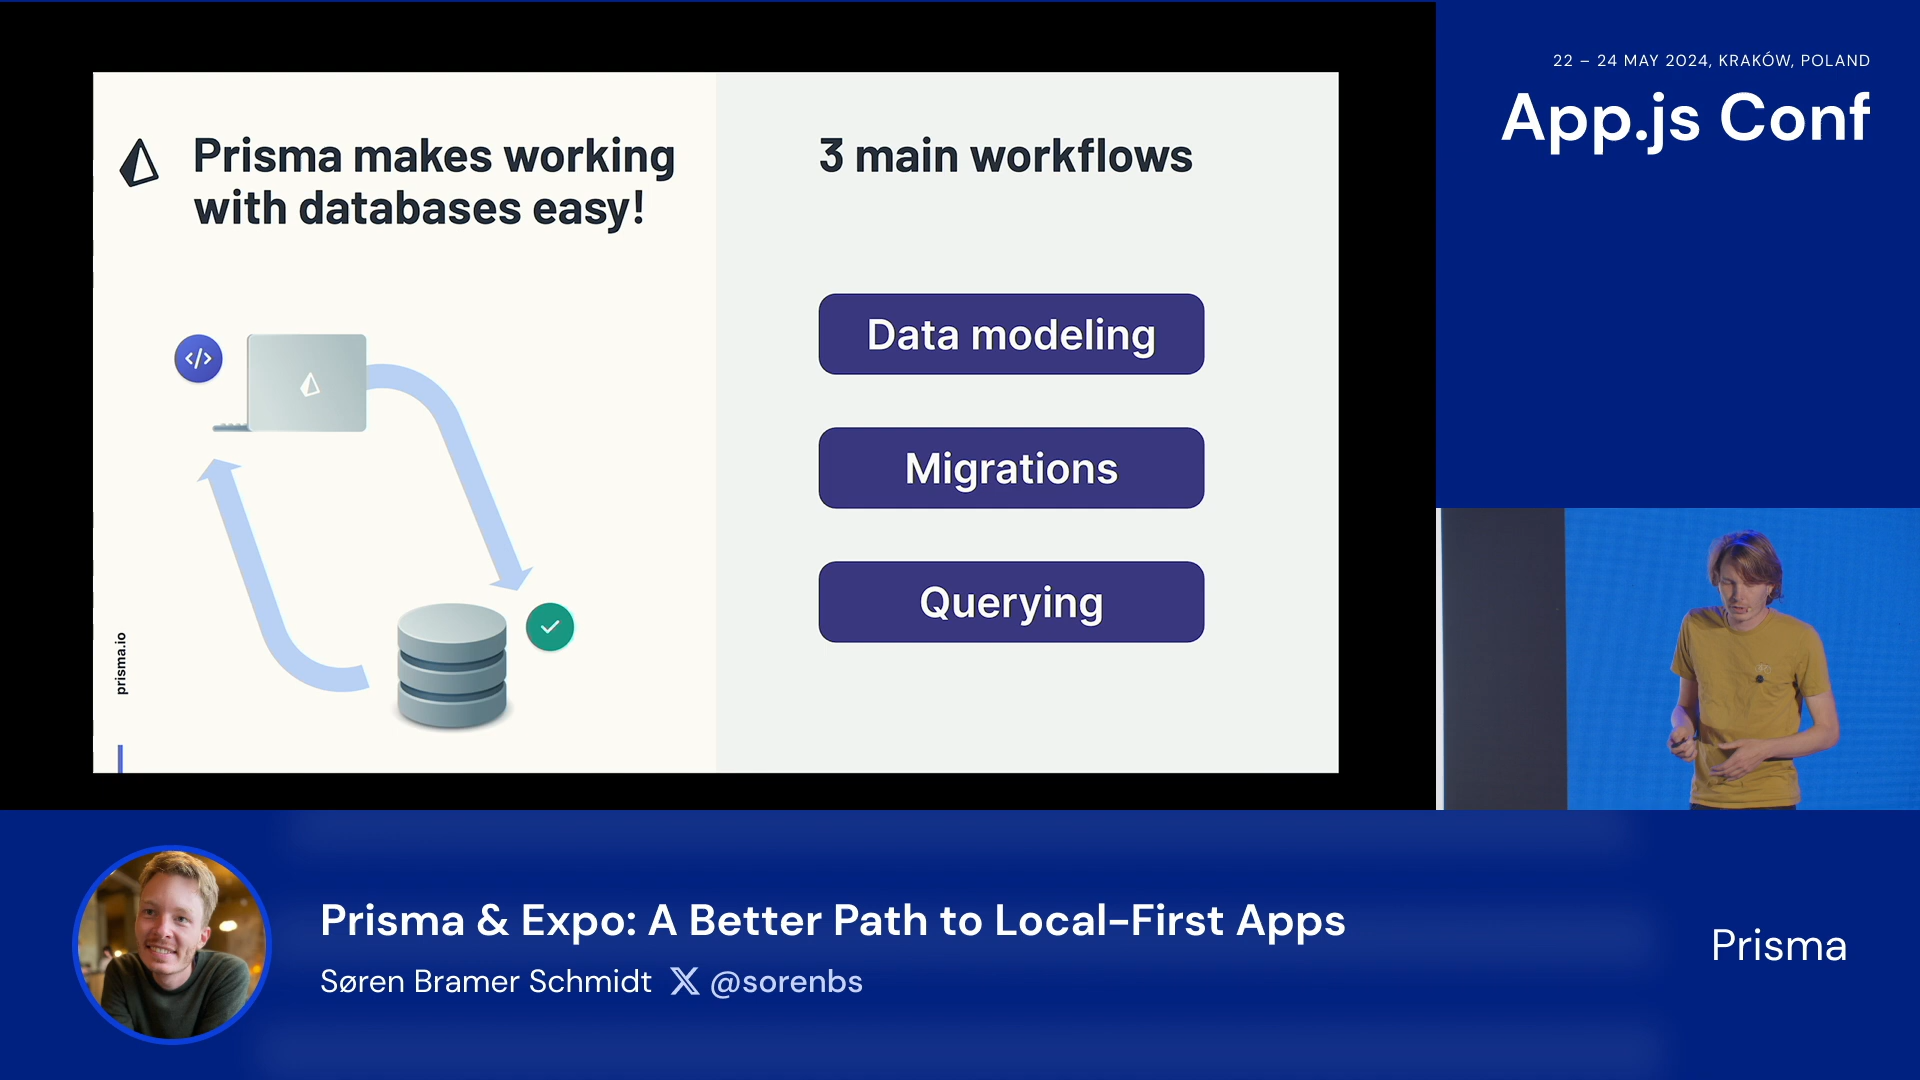 22 – 24 MAY 2024, KRAKÓW, POLAND
App.js Conf
Prisma makes working
with databases easy!
3 main workflows
Data modeling
Migrations
Querying
prisma.io
Prisma & Expo: A Better Path to Local-First Apps
Søren Bramer Schmidt X @sorenbs
Prisma